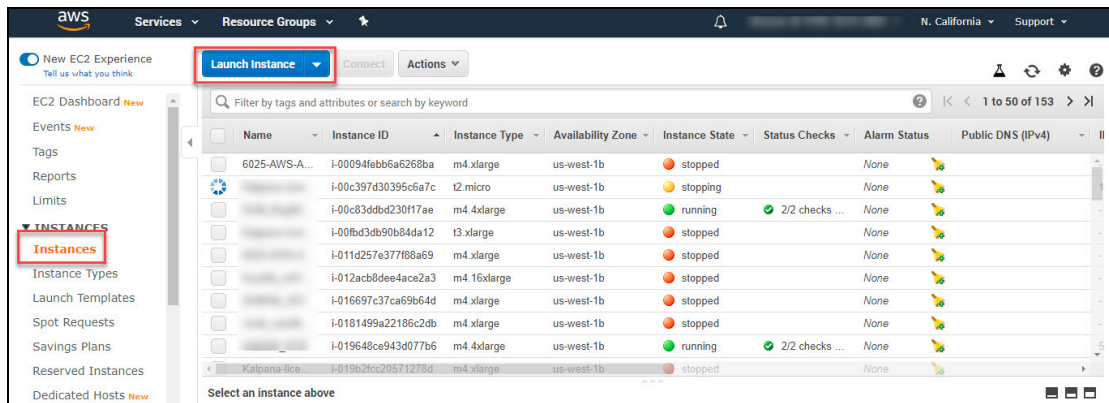 aws Services Resource Groups N. California Support
New EC2 Experience
Tell us what you think
Launch Instance Connect Actions
EC2 Dashboard New
Events New
Tags
Reports
Limits
INSTANCES
Instances
Instance Types
Launch Templates
Spot Requests
Savings Plans
Reserved Instances
Dedicated Hosts New
Filter by tags and attributes or search by keyword 1 to 50 of 153
Name Instance ID Instance Type Availability Zone Instance State Status Checks Alarm Status Public DNS (IPv4)
6025-AWS-A... i-00094febb6a6268ba m4.xlarge us-west-1b stopped None
i-00c397d30395c6a7c t2.micro us-west-1b stopping None
i-00c83ddbd230f17ae m4.4xlarge us-west-1b running 2/2 checks ... None
i-00fbd3db90b84da12 t3.xlarge us-west-1b stopped None
i-011d257e377f88a69 m4.xlarge us-west-1b stopped None
i-012acb8dee4ace2a3 m4.16xlarge us-west-1b stopped None
i-016697c37ca69b64d m4.xlarge us-west-1b stopped None
i-0181499a22186c2db m4.xlarge us-west-1b stopped None
i-019648ce943d077b6 m4.4xlarge us-west-1b running 2/2 checks ... None
Kalpana-lice... i-019b2fcc20571278d m4.xlarge us-west-1b stopped None
Select an instance above